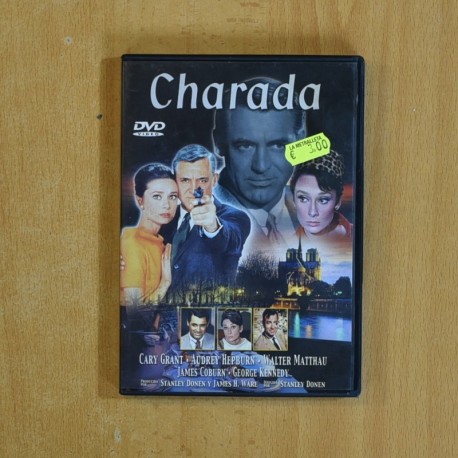 Charada
DVD
VIDEO
LA METRALLETA
€ 3.00
CARY GRANT • AUDREY HEPBURN • WALTER MATTHAU
JAMES COBURN • GEORGE KENNEDY
STANLEY DONEN Y JAMES H. WARE STANLEY DONEN